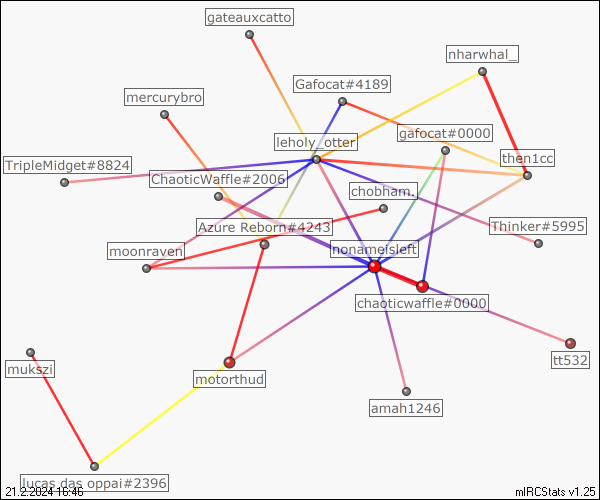 gateauxcatto
nharwhal_
Gafocat#4189
mercurybro
gafocat#0000
leholy_otter
then1cc
TripleMidget#8824
ChaoticWaffle#2006
chobham.
Azure Reborn#4243
Thinker#5995
nonameisleft
moonraven
chaoticwaffle#0000
tt532
mukszi
motorthud
amah1246
lucas das oppai#2396
21.2.2024 16:46
mIRCStats v1.25